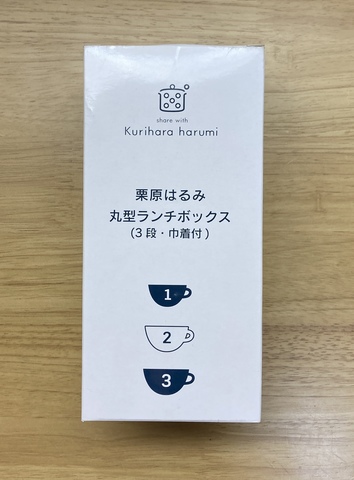 share with
Kurihara harumi
栗原はるみ
丸型ランチボックス
(3段・巾着付)
1
2
3